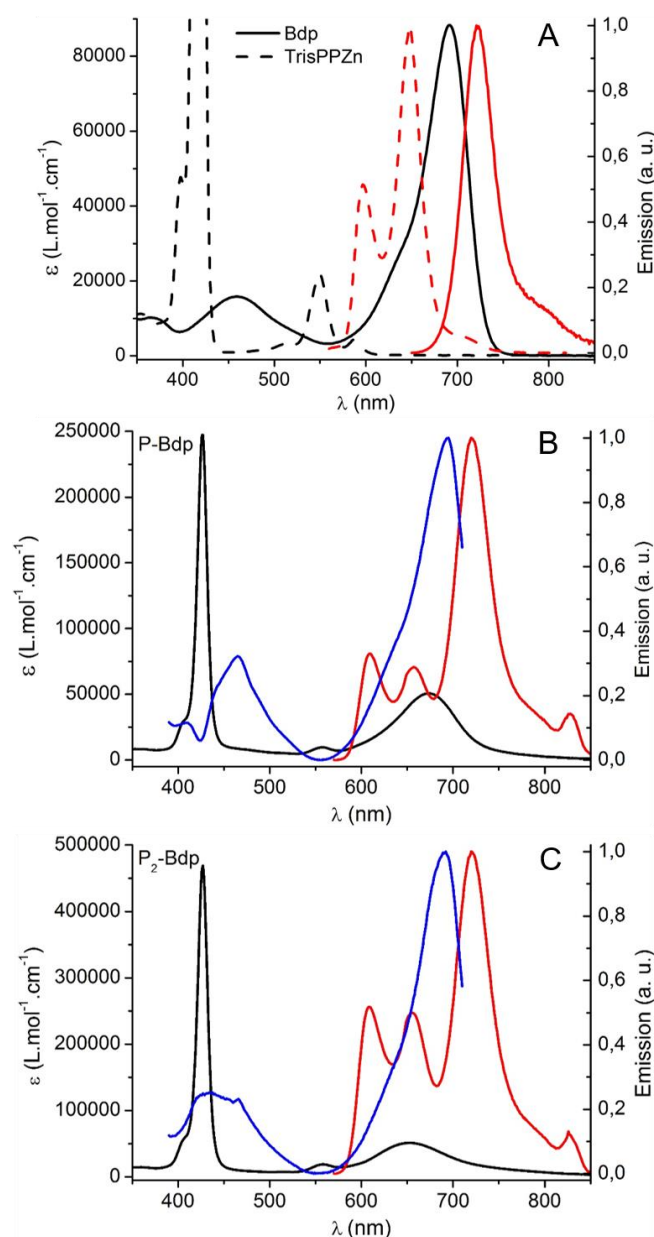 A
Bdp
TrisPPZn
ε (L.mol⁻¹.cm⁻¹)
80000
60000
40000
20000
0
1,0
0,8
0,6
0,4
0,2
0,0
Emission (a. u.)
400 500 600 700 800
λ (nm)
B
P-Bdp
ε (L.mol⁻¹.cm⁻¹)
250000
200000
150000
100000
50000
0
1,0
0,8
0,6
0,4
0,2
0,0
Emission (a. u.)
400 500 600 700 800
λ (nm)
C
P₂-Bdp
ε (L.mol⁻¹.cm⁻¹)
500000
400000
300000
200000
100000
0
1,0
0,8
0,6
0,4
0,2
0,0
Emission (a. u.)
400 500 600 700 800
λ (nm)